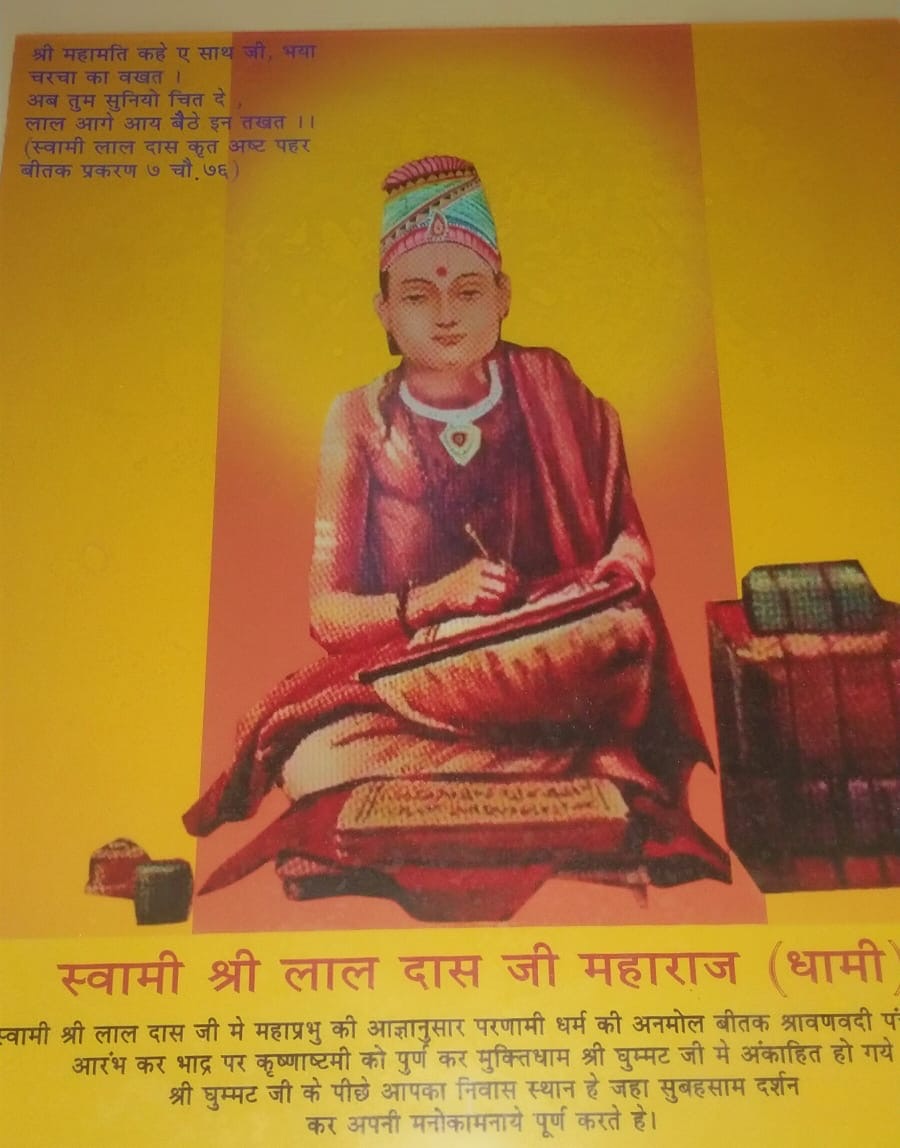 श्री महामति कहे ए साथ जी, भया
चरचा का वखत ।
अब तुम सुनियो चित दे ,
लाल आगे आय बैठे इन तखत ।।
(स्वामी लाल दास कृत अष्ट पहर
बीतक प्रकरण ७ चौ.७६)
स्वामी श्री लाल दास जी महाराज (धामी)
स्वामी श्री लाल दास जी मे महाप्रभु की आज्ञानुसार परणामी धर्म की अनमोल बीतक श्रावणवदी
आरंभ कर भाद्र पर कृष्णाष्टमी को पुर्ण कर मुक्तिधाम श्री घुम्मट जी मे अंकाहित हो गये
श्री घुम्मट जी के पीछे आपका निवास स्थान हे जहा सुबहसाम दर्शन
कर अपनी मनोकामनाये पूर्ण करते हे।